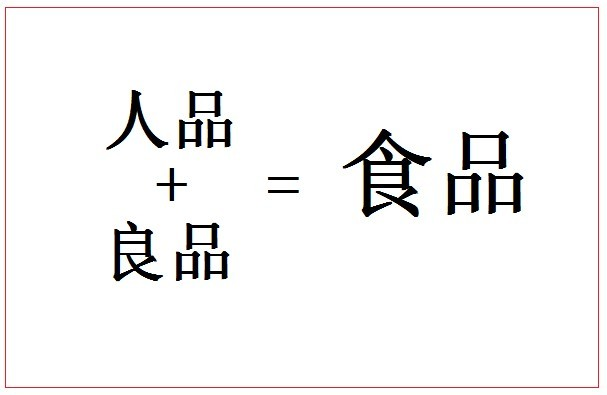 人品
+
良品
=
食品